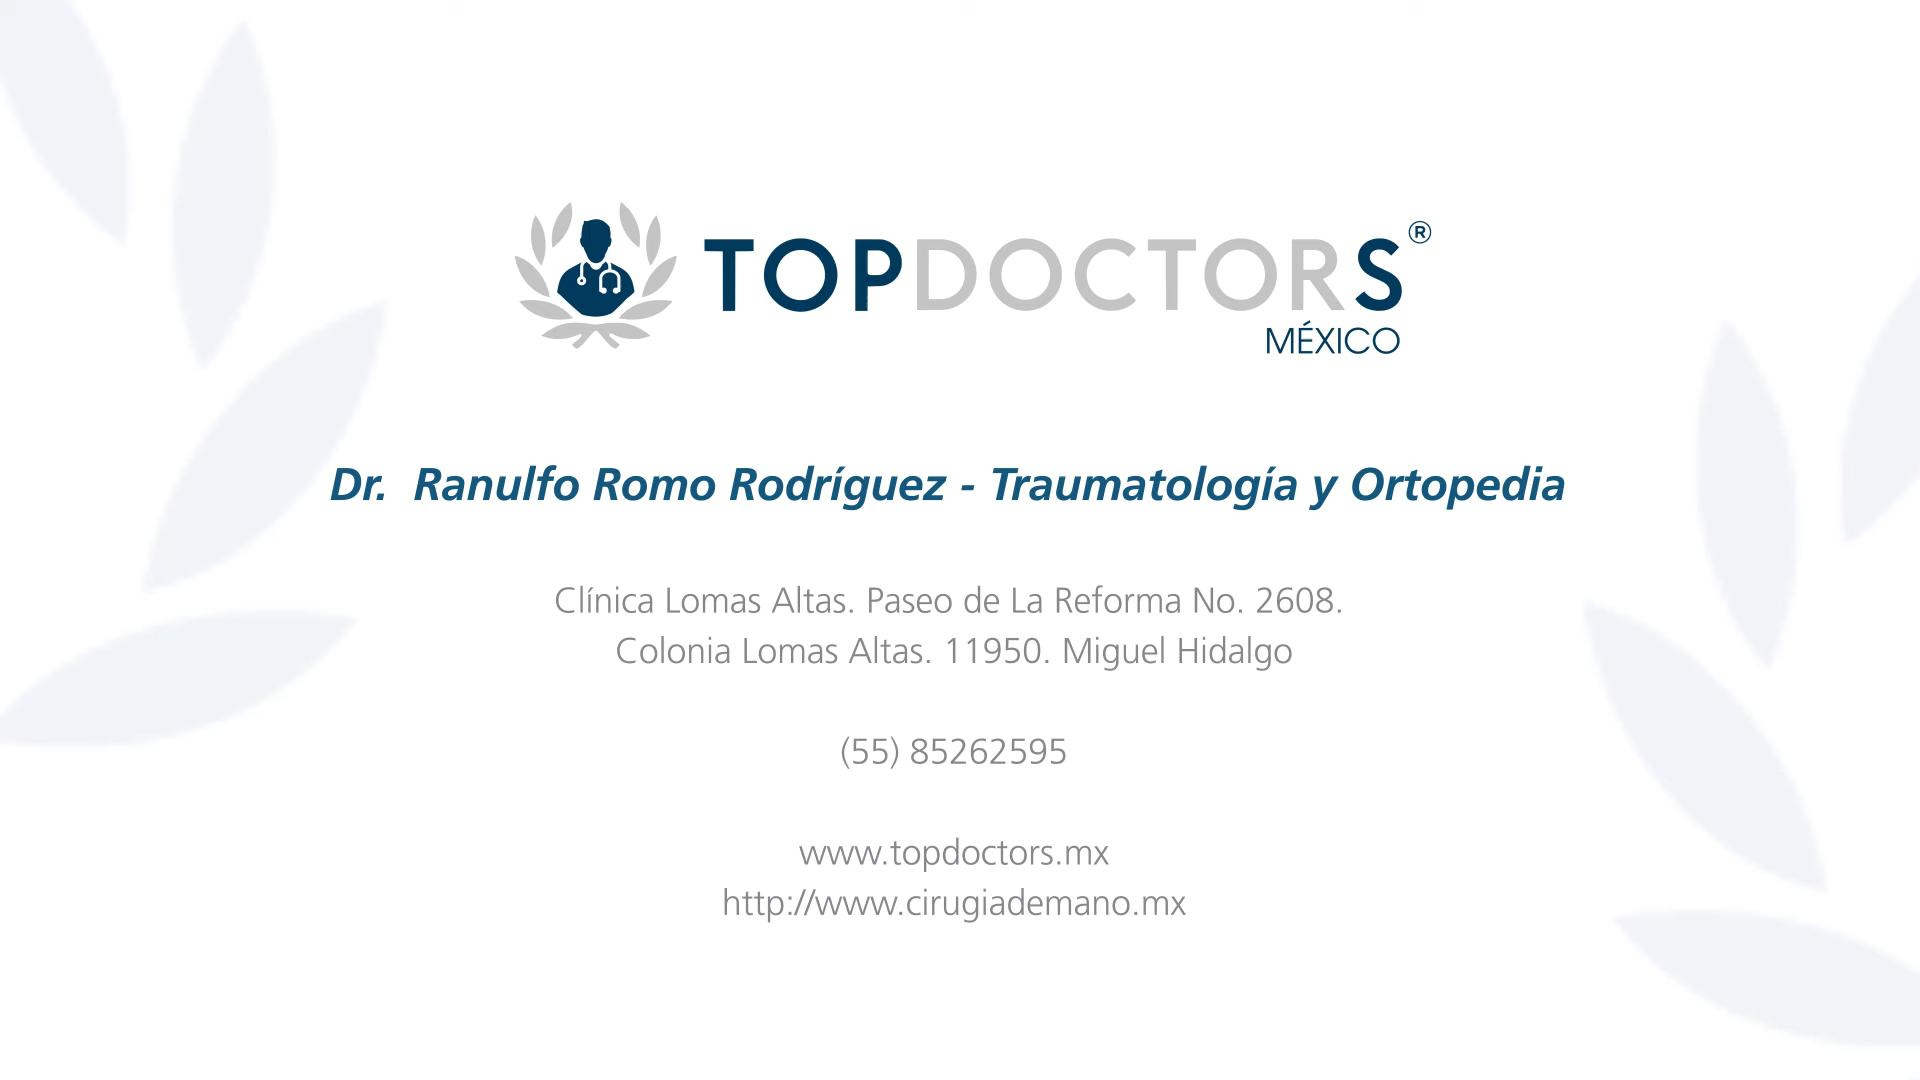 TOPDOCTORS®
MÉXICO
Dr. Ranulfo Romo Rodríguez - Traumatología y Ortopedia
Clínica Lomas Altas. Paseo de La Reforma No. 2608.
Colonia Lomas Altas. 11950. Miguel Hidalgo
(55) 85262595
www.topdoctors.mx
http://www.cirugiademano.mx